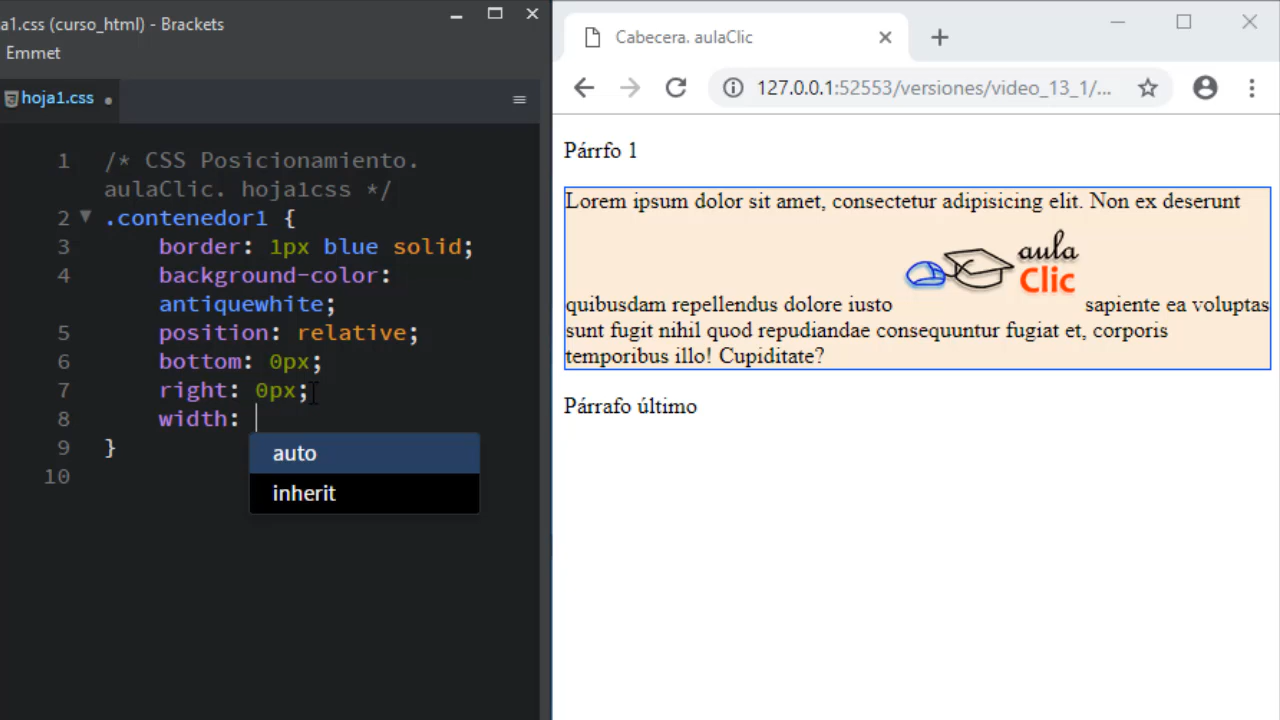 a1.css (curso_html) - Brackets
Emmet
hoja1.css
1 /* CSS Posicionamiento.
aulaClic. hoja1css */
2 .contenedor1 {
3 border: 1px blue solid;
4 background-color:
antiquewhite;
5 position: relative;
6 bottom: 0px;
7 right: 0px;
8 width:
9 }
10
auto
inherit
Cabecera. aulaClic
127.0.0.1:52553/versiones/video_13_1/...
Párrfo 1
Lorem ipsum dolor sit amet, consectetur adipisicing elit. Non ex deserunt
aula
Clic
quibusdam repellendus dolore iusto sapiente ea voluptas
sunt fugit nihil quod repudiandae consequuntur fugiat et, corporis
temporibus illo! Cupiditate?
Párrafo último